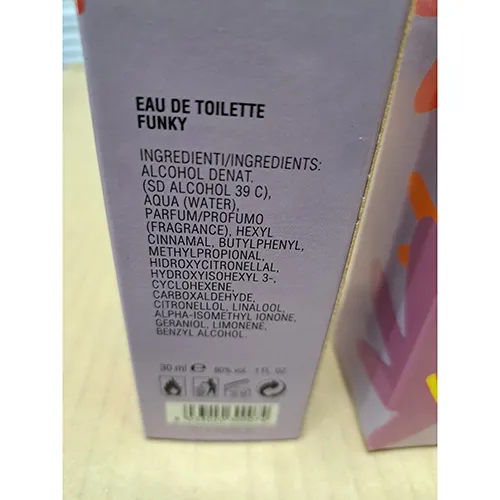 EAU DE TOILETTE
FUNKY
INGREDIENTI/INGREDIENTS:
ALCOHOL DENAT.
(SD ALCOHOL 39 C),
AQUA (WATER),
PARFUM/PROFUMO
(FRAGRANCE), HEXYL
CINNAMAL, BUTYLPHENYL,
METHYLPROPIONAL,
HIDROXYCITRONELLAL,
HYDROXYISOHEXYL 3-,
CYCLOHEXENE,
CARBOXALDEHYDE,
CITRONELLOL, LINALOOL,
ALPHA-ISOMETHYL IONONE,
GERANIOL, LIMONENE,
BENZYL ALCOHOL.
30 ml e 80% vol. 1 FL. OZ.